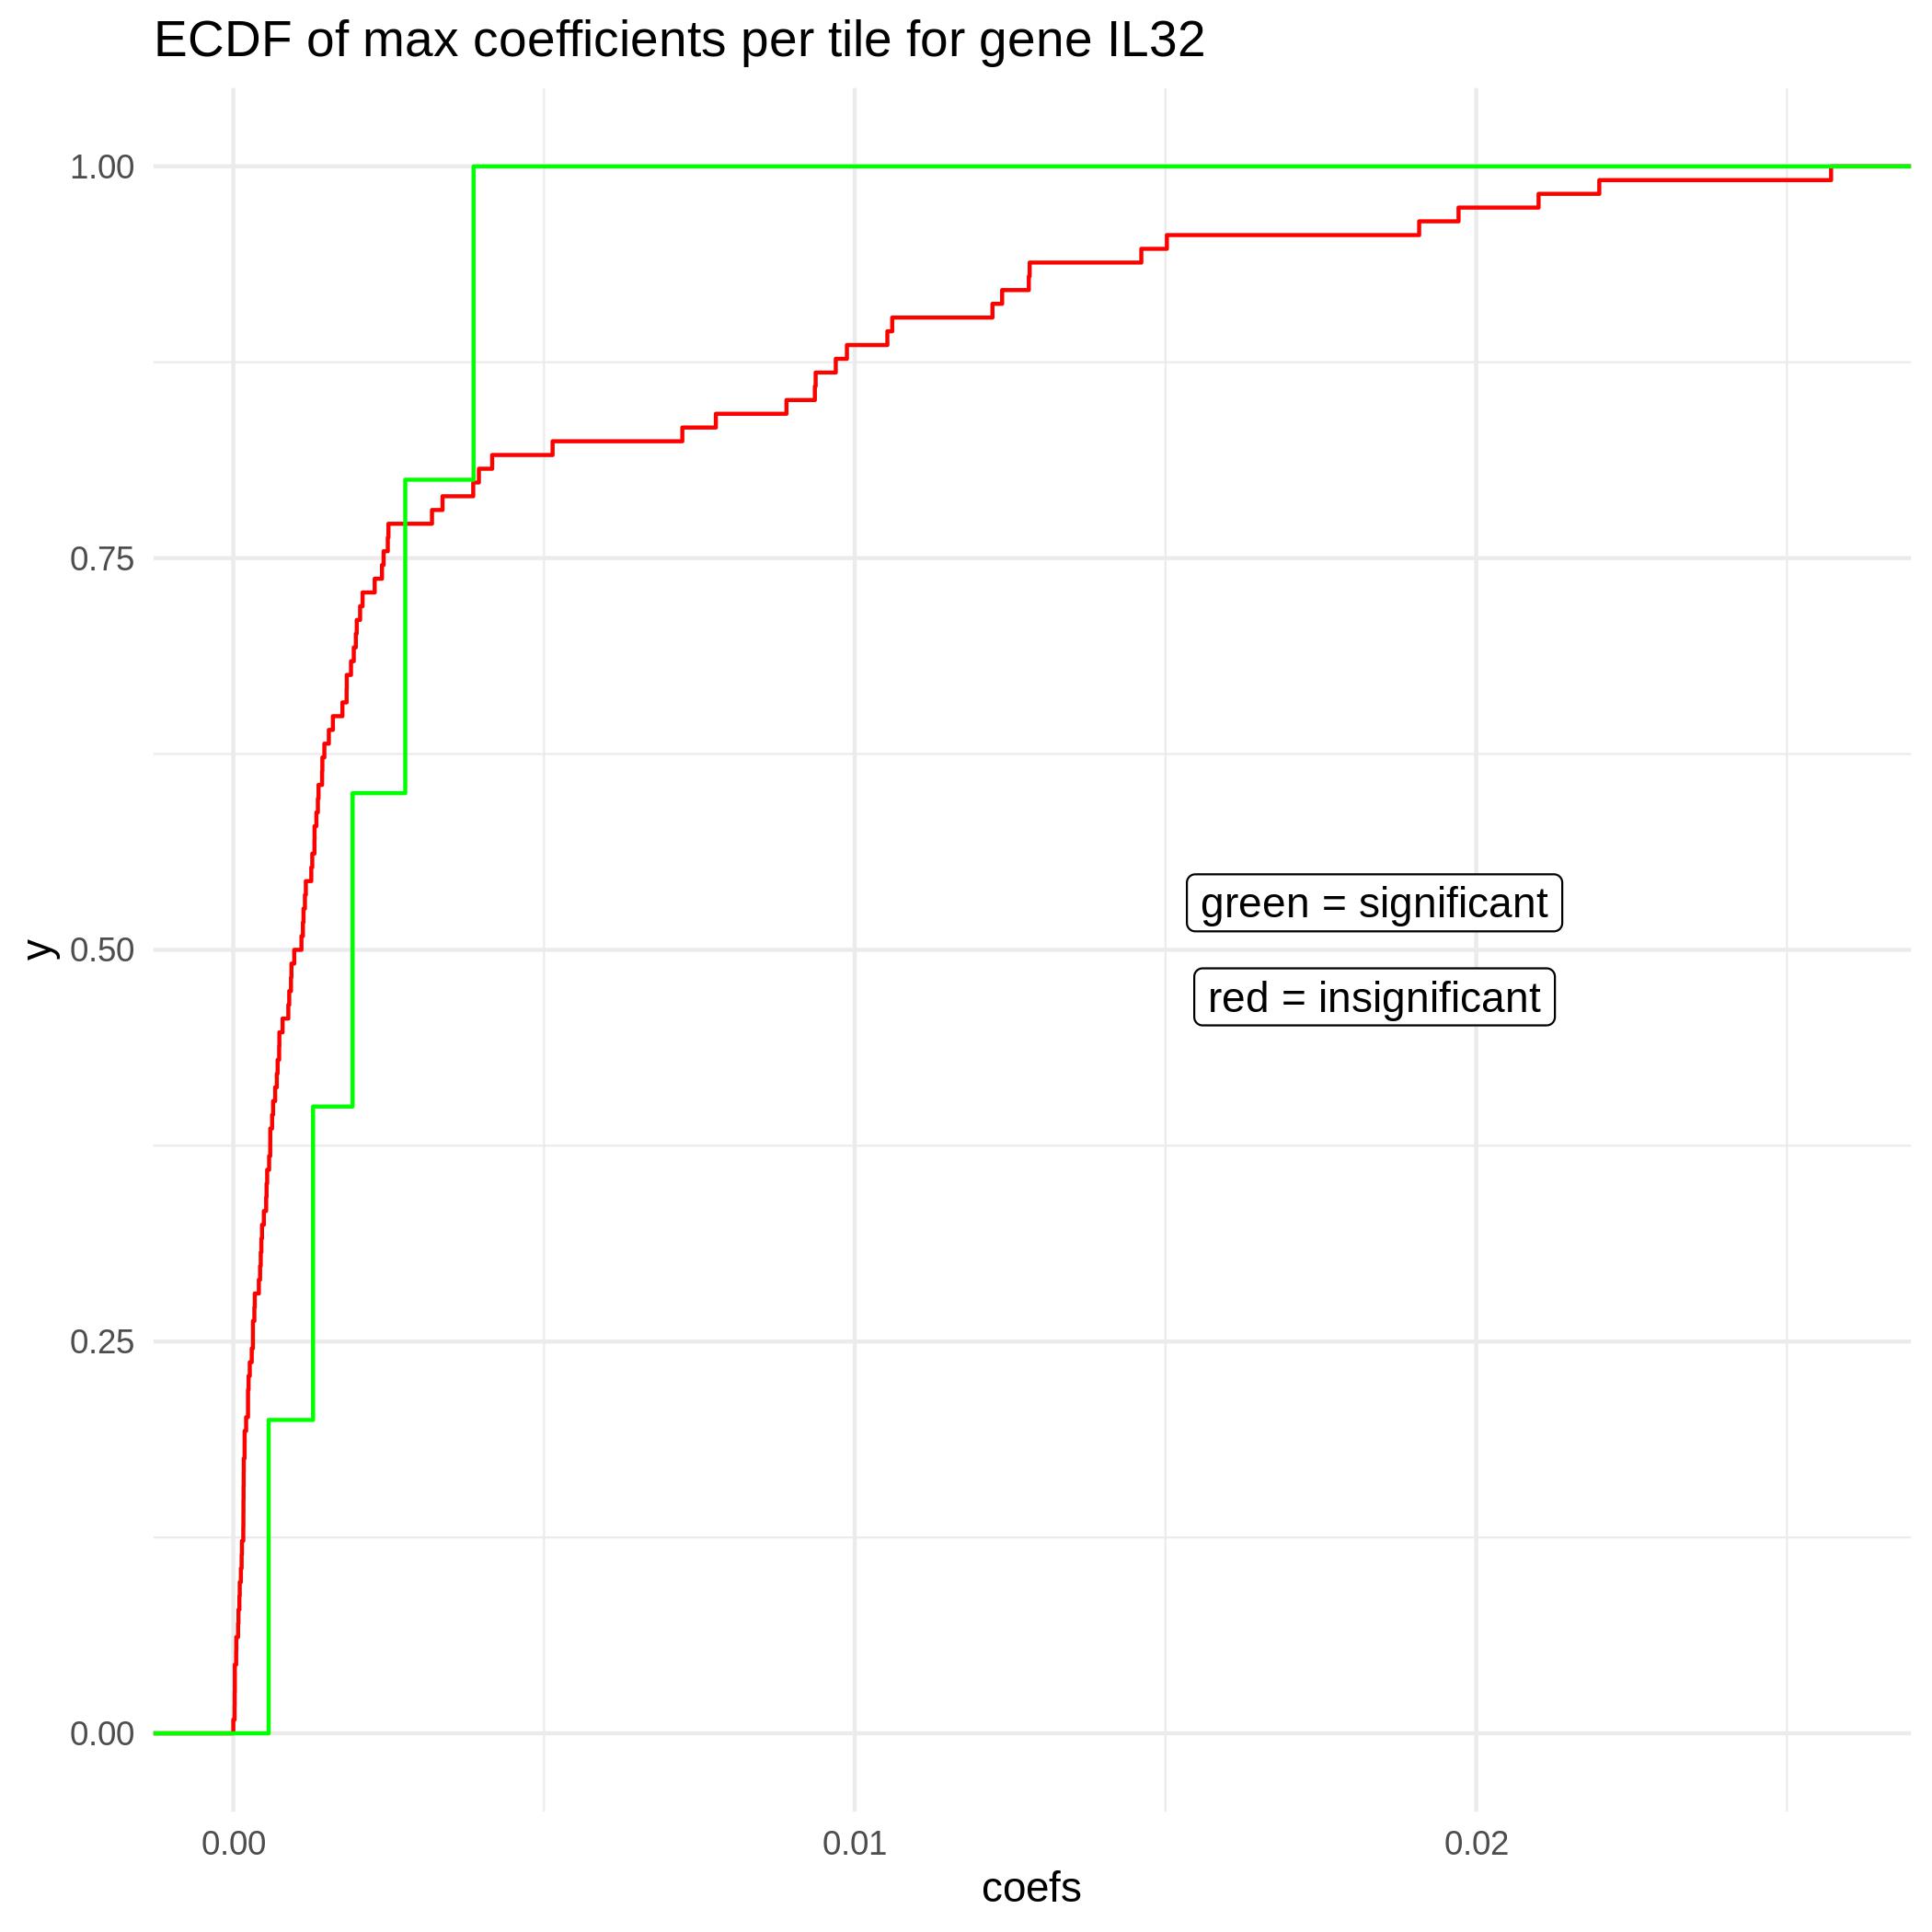 ECDF of max coefficients per tile for gene IL32
1.00
0.75
0.50
0.25
0.00
y
green = significant
red = insignificant
0.00 0.01 0.02
coefs